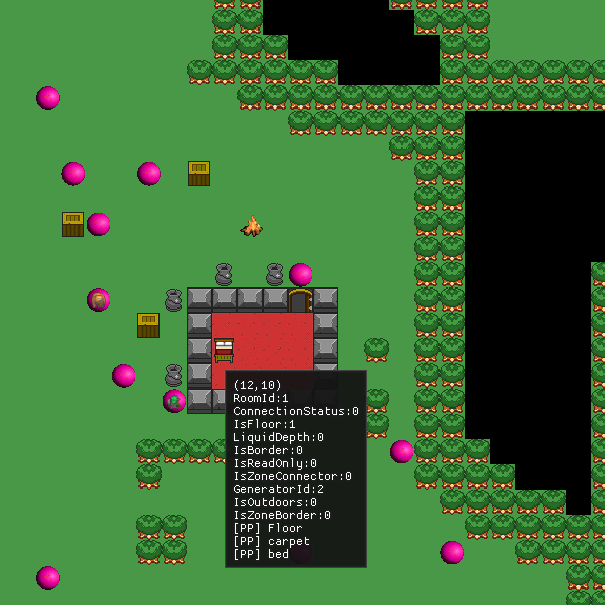 (12,10)
RoomId:1
ConnectionStatus:0
IsFloor:1
LiquidDepth:0
IsBorder:0
IsReadOnly:0
IsZoneConnector:0
GeneratorId:2
IsOutdoors:0
IsZoneBorder:0
[PP] Floor
[PP] carpet
[PP] bed